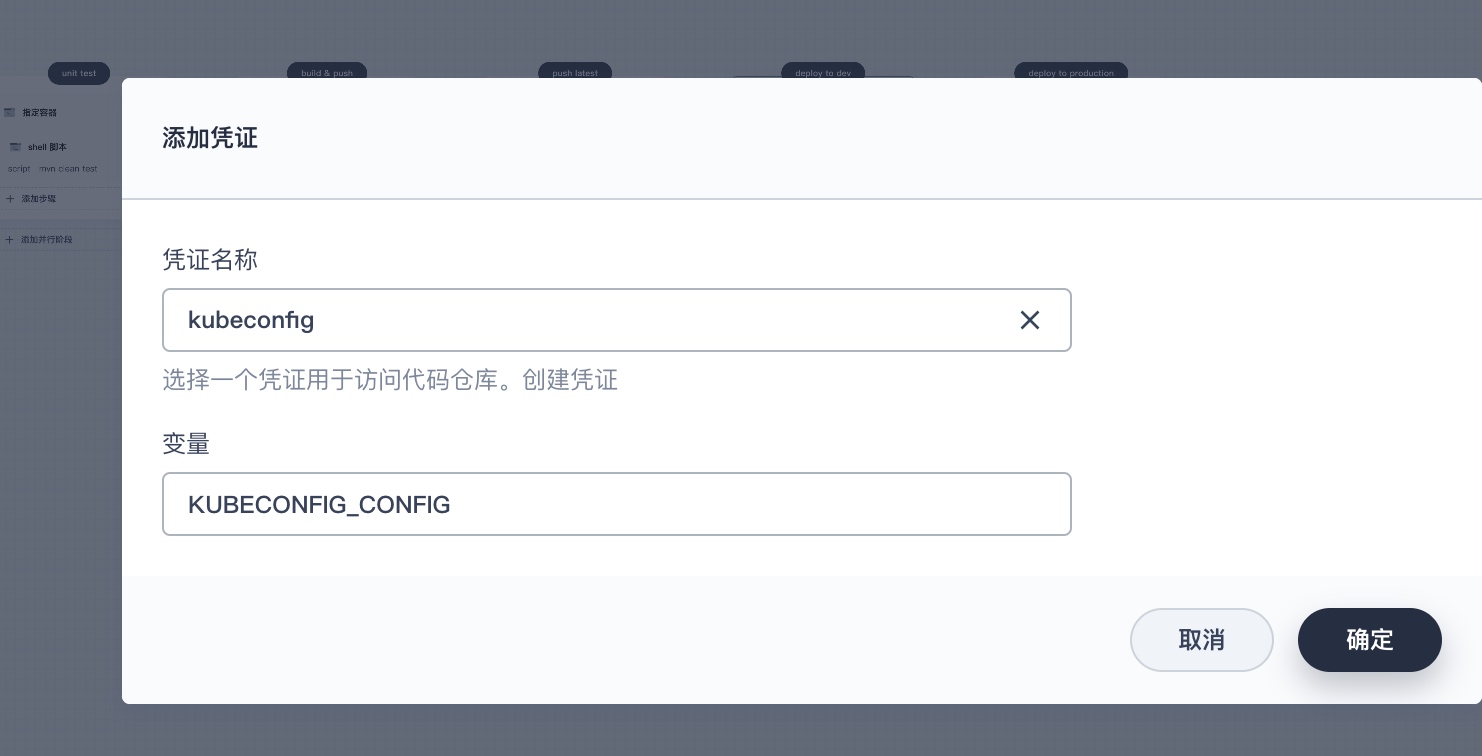 unit test
build & push
push latest
deploy to dev
deploy to production
指定容器
shell 脚本
script mvn clean test
添加步骤
添加并行阶段
添加凭证
凭证名称
kubeconfig
选择一个凭证用于访问代码仓库。创建凭证
变量
KUBECONFIG_CONFIG
取消
确定